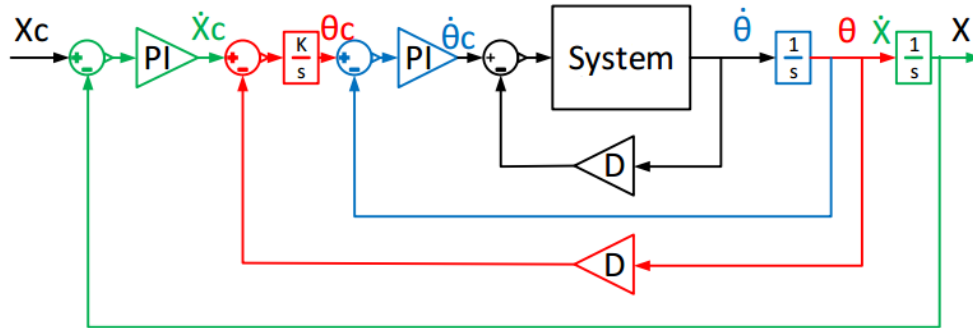 Xc
+
−
PI
Ẋc
+
−
K
s
θc
+
−
PI
θ̇c
+
−
System
θ̇
1
s
θ
Ẋ
1
s
X
D
D